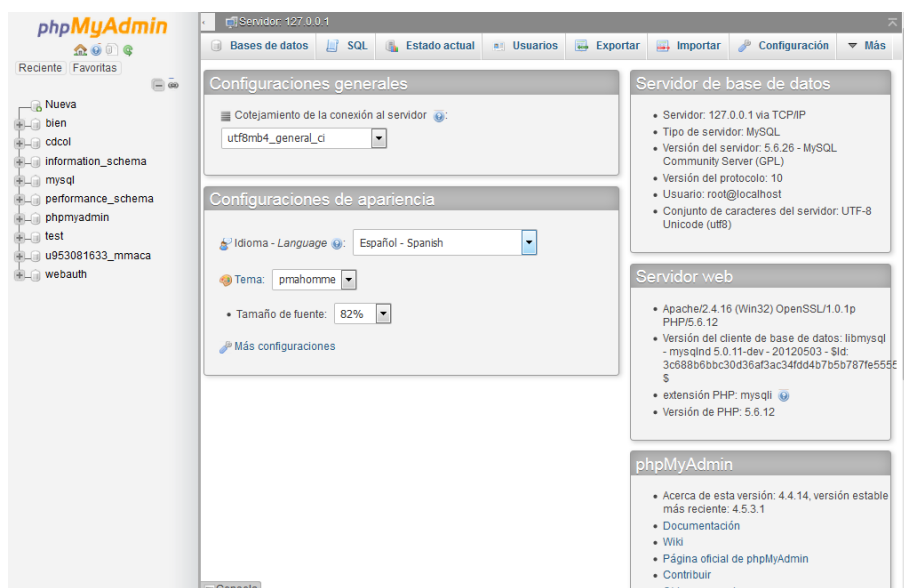 phpMyAdmin
Reciente Favoritas
Nueva
bien
cdcol
information_schema
mysql
performance_schema
phpmyadmin
test
u953081633_mmaca
webauth
Servidor: 127.0.0.1
Bases de datos SQL Estado actual Usuarios Exportar Importar Configuración Más
Configuraciones generales
Cotejamiento de la conexión al servidor :
utf8mb4_general_ci
Configuraciones de apariencia
Idioma - Language : Español - Spanish
Tema: pmahomme
• Tamaño de fuente: 82%
Más configuraciones
Servidor de base de datos
• Servidor: 127.0.0.1 via TCP/IP
• Tipo de servidor: MySQL
• Versión del servidor: 5.6.26 - MySQL
Community Server (GPL)
• Versión del protocolo: 10
• Usuario: root@localhost
• Conjunto de caracteres del servidor: UTF-8
Unicode (utf8)
Servidor web
• Apache/2.4.16 (Win32) OpenSSL/1.0.1p
PHP/5.6.12
• Versión del cliente de base de datos: libmysql
- mysqlnd 5.0.11-dev - 20120503 - $Id:
3c688b6bbc30d36af3ac34fdd4b7b5b787fe5555
$
• extensión PHP: mysqli
• Versión de PHP: 5.6.12
phpMyAdmin
• Acerca de esta versión: 4.4.14, versión estable
más reciente: 4.5.3.1
• Documentación
• Wiki
• Página oficial de phpMyAdmin
• Contribuir
Consola